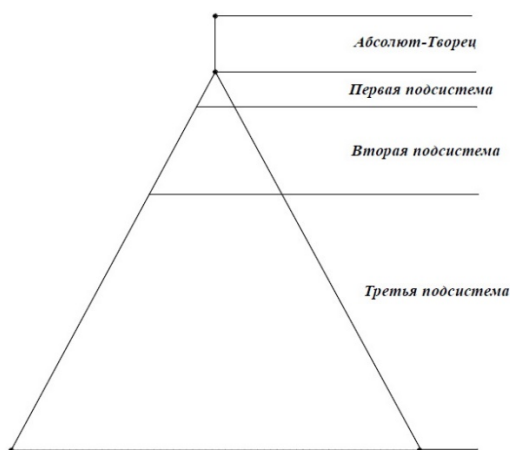 Абсолют-Творец
Первая подсистема
Вторая подсистема
Третья подсистема